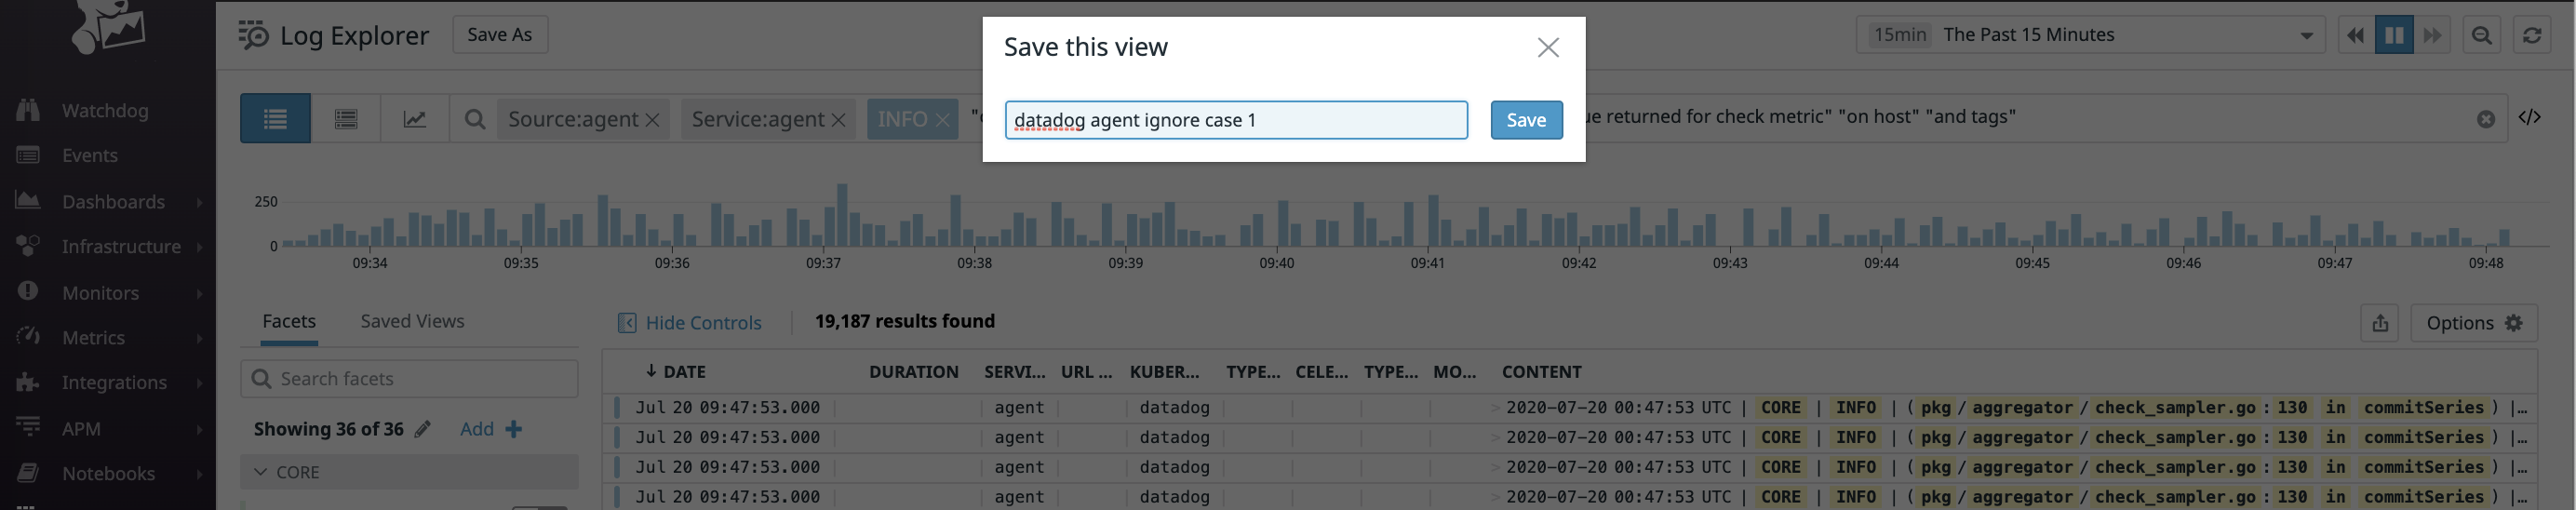 Log Explorer
Save As
Save this view
15min The Past 15 Minutes
Watchdog
Events
Dashboards
Infrastructure
Monitors
Metrics
Integrations
APM
Notebooks
Source:agent
Service:agent
INFO
datadog agent ignore case 1
Save
returned for check metric" "on host" "and tags"
</>
250
0
09:34 09:35 09:36 09:37 09:38 09:39 09:40 09:41 09:42 09:43 09:44 09:45 09:46 09:47 09:48
Facets Saved Views
Search facets
Showing 36 of 36 Add
CORE
Hide Controls 19,187 results found
Options
DATE DURATION SERVI... URL ... KUBER... TYPE... CELE... TYPE... MO... CONTENT
Jul 20 09:47:53.000 agent datadog > 2020-07-20 00:47:53 UTC | CORE | INFO | (pkg/aggregator/check_sampler.go:130 in commitSeries) |...
Jul 20 09:47:53.000 agent datadog > 2020-07-20 00:47:53 UTC | CORE | INFO | (pkg/aggregator/check_sampler.go:130 in commitSeries) |...
Jul 20 09:47:53.000 agent datadog > 2020-07-20 00:47:53 UTC | CORE | INFO | (pkg/aggregator/check_sampler.go:130 in commitSeries) |...
Jul 20 09:47:53.000 agent datadog > 2020-07-20 00:47:53 UTC | CORE | INFO | (pkg/aggregator/check_sampler.go:130 in commitSeries) |...